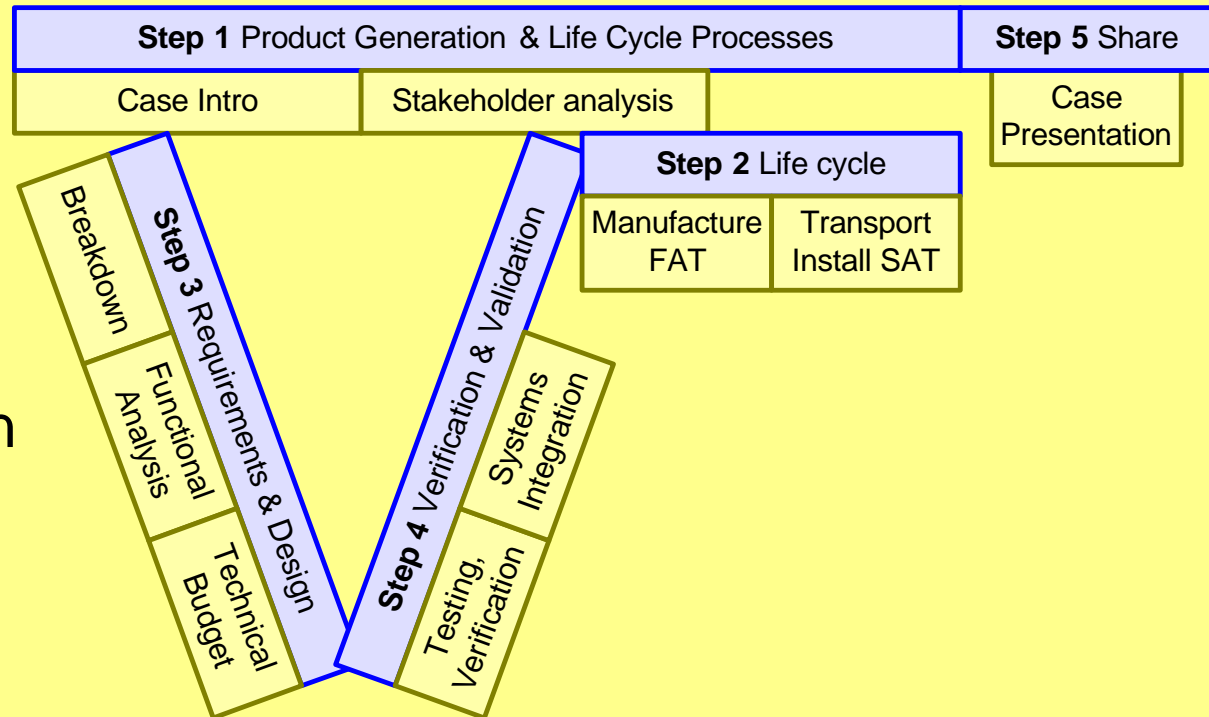 Step 1 Product Generation & Life Cycle Processes
Step 5 Share
Case Intro
Stakeholder analysis
Case
Presentation
Step 2 Life cycle
Manufacture
FAT
Transport
Install SAT
Step 3 Requirements & Design
Breakdown
Functional
Analysis
Technical
Budget
Step 4 Verification & Validation
Systems
Integration
Testing,
Verification
n